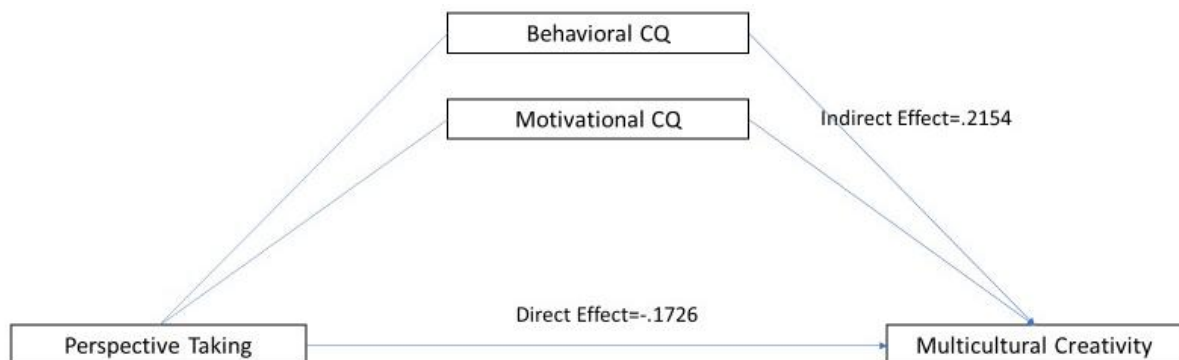 Behavioral CQ
Motivational CQ
Indirect Effect=.2154
Direct Effect=-.1726
Perspective Taking
Multicultural Creativity